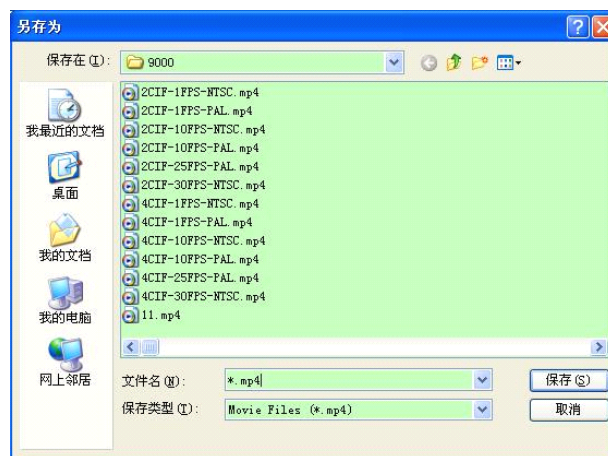 另存为
保存在(I):
9000
我最近的文档
桌面
我的文档
我的电脑
网上邻居
2CIF-1FPS-NTSC.mp4
2CIF-1FPS-PAL.mp4
2CIF-10FPS-NTSC.mp4
2CIF-10FPS-PAL.mp4
2CIF-25FPS-PAL.mp4
2CIF-30FPS-NTSC.mp4
4CIF-1FPS-NTSC.mp4
4CIF-1FPS-PAL.mp4
4CIF-10FPS-NTSC.mp4
4CIF-10FPS-PAL.mp4
4CIF-25FPS-PAL.mp4
4CIF-30FPS-NTSC.mp4
11.mp4
文件名(N):
*.mp4
保存(S)
保存类型(T):
Movie Files (*.mp4)
取消